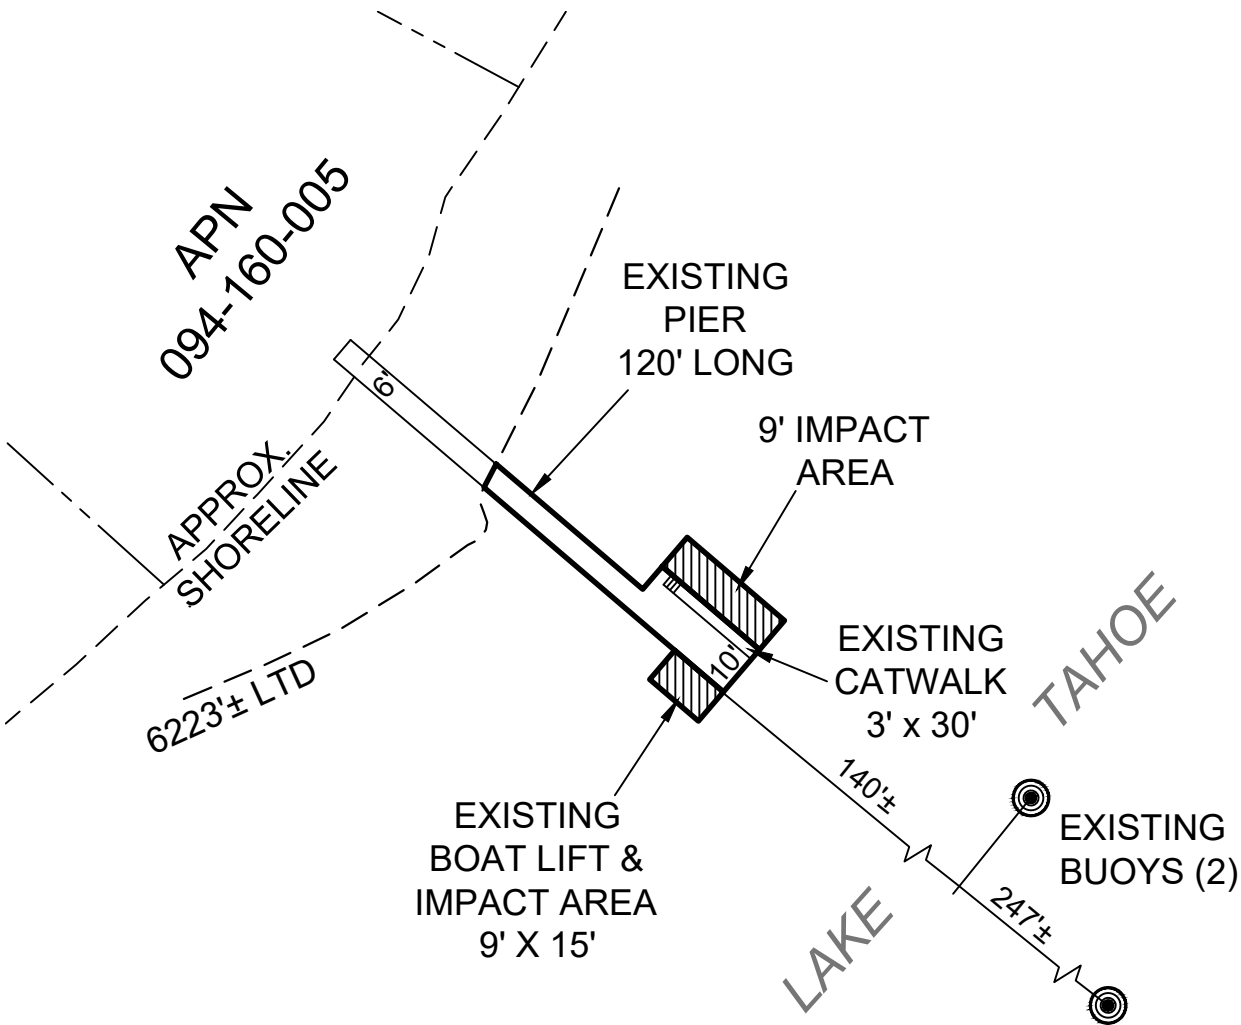 APN
094-160-005
EXISTING
PIER
120' LONG
6'
9' IMPACT
AREA
APPROX.
SHORELINE
6223'± LTD
10'
EXISTING
CATWALK
3' x 30'
TAHOE
140'±
EXISTING
BOAT LIFT &
IMPACT AREA
9' X 15'
EXISTING
BUOYS (2)
247'±
LAKE